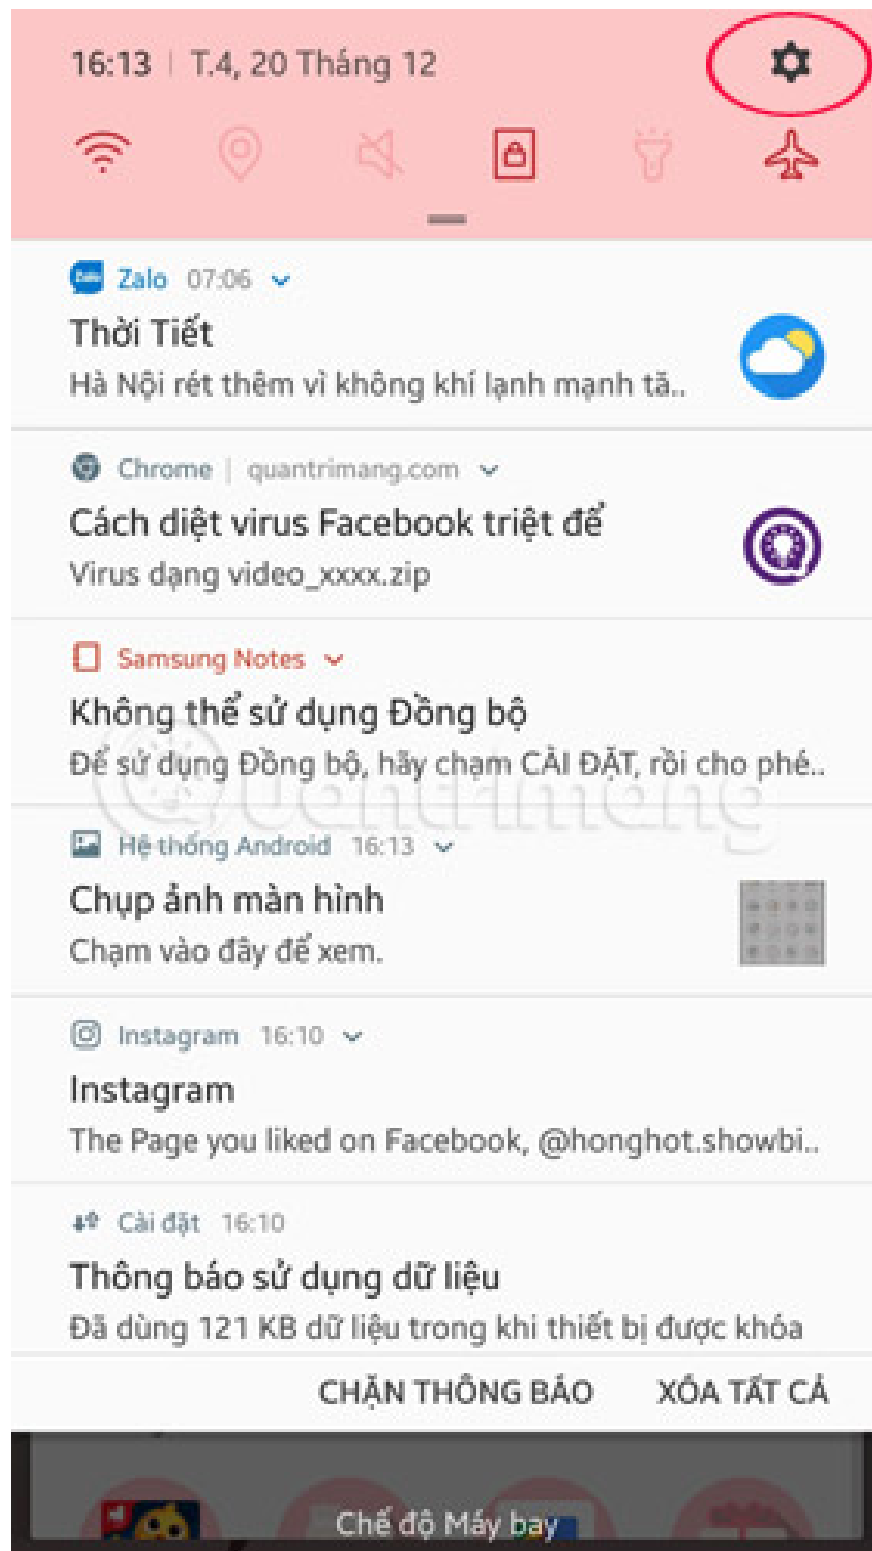 16:13 | T.4, 20 Tháng 12
Zalo 07:06
Thời Tiết
Hà Nội rét thêm vì không khí lạnh mạnh tă..
Chrome | quantrimang.com
Cách diệt virus Facebook triệt để
Virus dạng video_xxxx.zip
Samsung Notes
Không thể sử dụng Đồng bộ
Để sử dụng Đồng bộ, hãy chạm CÀI ĐẶT, rồi cho phé..
Quantrimang
Hệ thống Android 16:13
Chụp ảnh màn hình
Chạm vào đây để xem.
Instagram 16:10
Instagram
The Page you liked on Facebook, @honghot.showbi..
Cài đặt 16:10
Thông báo sử dụng dữ liệu
Đã dùng 121 KB dữ liệu trong khi thiết bị được khóa
CHẶN THÔNG BÁO XÓA TẤT CẢ
Chế độ Máy bay